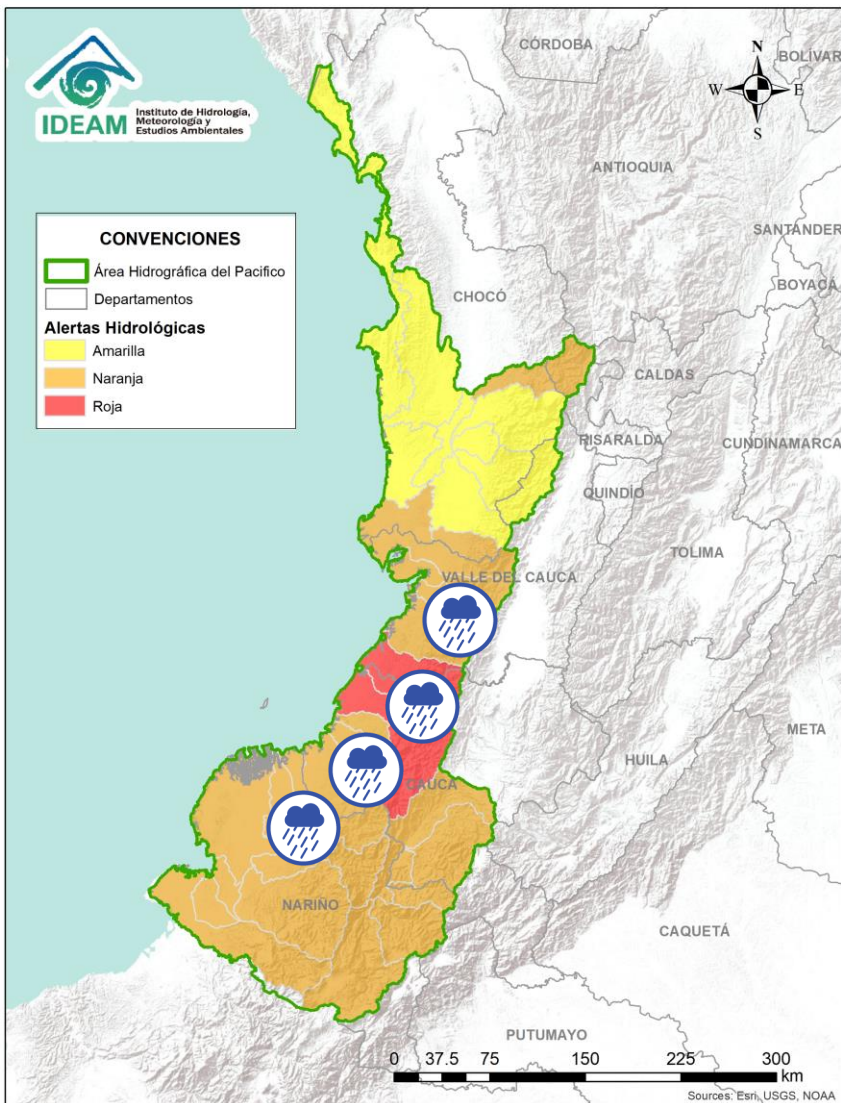 IDEAM
Instituto de Hidrología,
Meteorología y
Estudios Ambientales
CÓRDOBA
BOLÍVAR
N
W
E
S
ANTIOQUIA
SANTANDER
BOYACÁ
CONVENCIONES
Área Hidrográfica del Pacifico
Departamentos
Alertas Hidrológicas
Amarilla
Naranja
Roja
CHOCÓ
CALDAS
RISARALDA
CUNDINAMARCA
QUINDÍO
TOLIMA
VALLE DEL CAUCA
META
HUILA
CAUCA
NARIÑO
CAQUETÁ
PUTUMAYO
0 37.5 75 150 225 300
km
Sources: Esri, USGS, NOAA